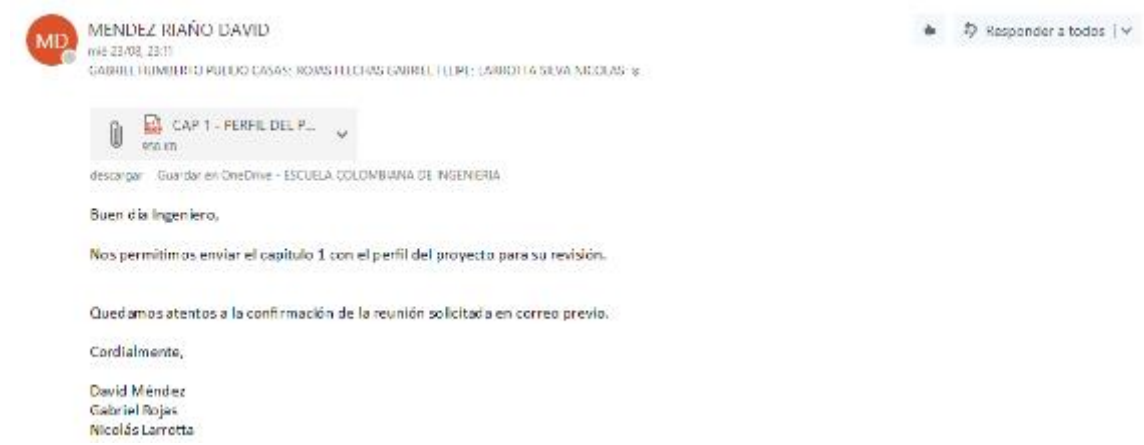 MD
MENDEZ RIAÑO DAVID
mié 23/08, 23:11
GABRIEL HUMBERTO PULIDO CASAS; ROJAS FLECHAS GABRIEL FELIPE; LARROTTA SILVA NICOLAS
Responder a todos
CAP 1 - PERFIL DEL P...
descargar Guardar en OneDrive - ESCUELA COLOMBIANA DE INGENIERIA
Buen día Ingeniero,
Nos permitimos enviar el capitulo 1 con el perfil del proyecto para su revisión.
Quedamos atentos a la confirmación de la reunión solicitada en correo previo.
Cordialmente,
David Méndez
Gabriel Rojas
Nicolás Larrotta